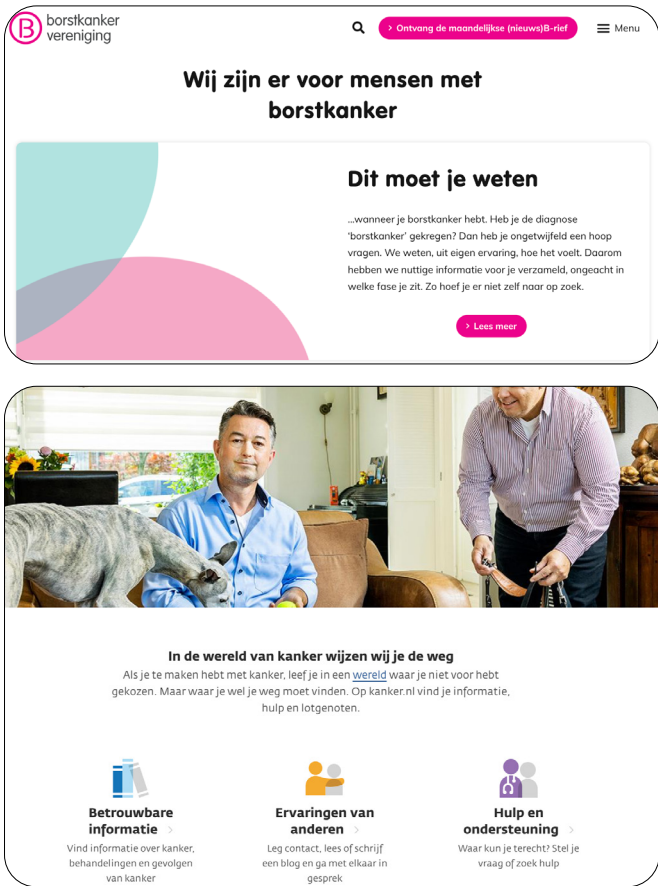 borstkanker
vereniging
> Ontvang de maandelijkse (nieuws)B-rief
Menu
Wij zijn er voor mensen met
borstkanker
Dit moet je weten
...wanneer je borstkanker hebt. Heb je de diagnose
'borstkanker' gekregen? Dan heb je ongetwijfeld een hoop
vragen. We weten, uit eigen ervaring, hoe het voelt. Daarom
hebben we nuttige informatie voor je verzameld, ongeacht in
welke fase je zit. Zo hoef je er niet zelf naar op zoek.
> Lees meer
In de wereld van kanker wijzen wij je de weg
Als je te maken hebt met kanker, leef je in een wereld waar je niet voor hebt
gekozen. Maar waar je wel je weg moet vinden. Op kanker.nl vind je informatie,
hulp en lotgenoten.
Betrouwbare
informatie >
Vind informatie over kanker,
behandelingen en gevolgen
van kanker
Ervaringen van
anderen >
Leg contact, lees of schrijf
een blog en ga met elkaar in
gesprek
Hulp en
ondersteuning >
Waar kun je terecht? Stel je
vraag of zoek hulp